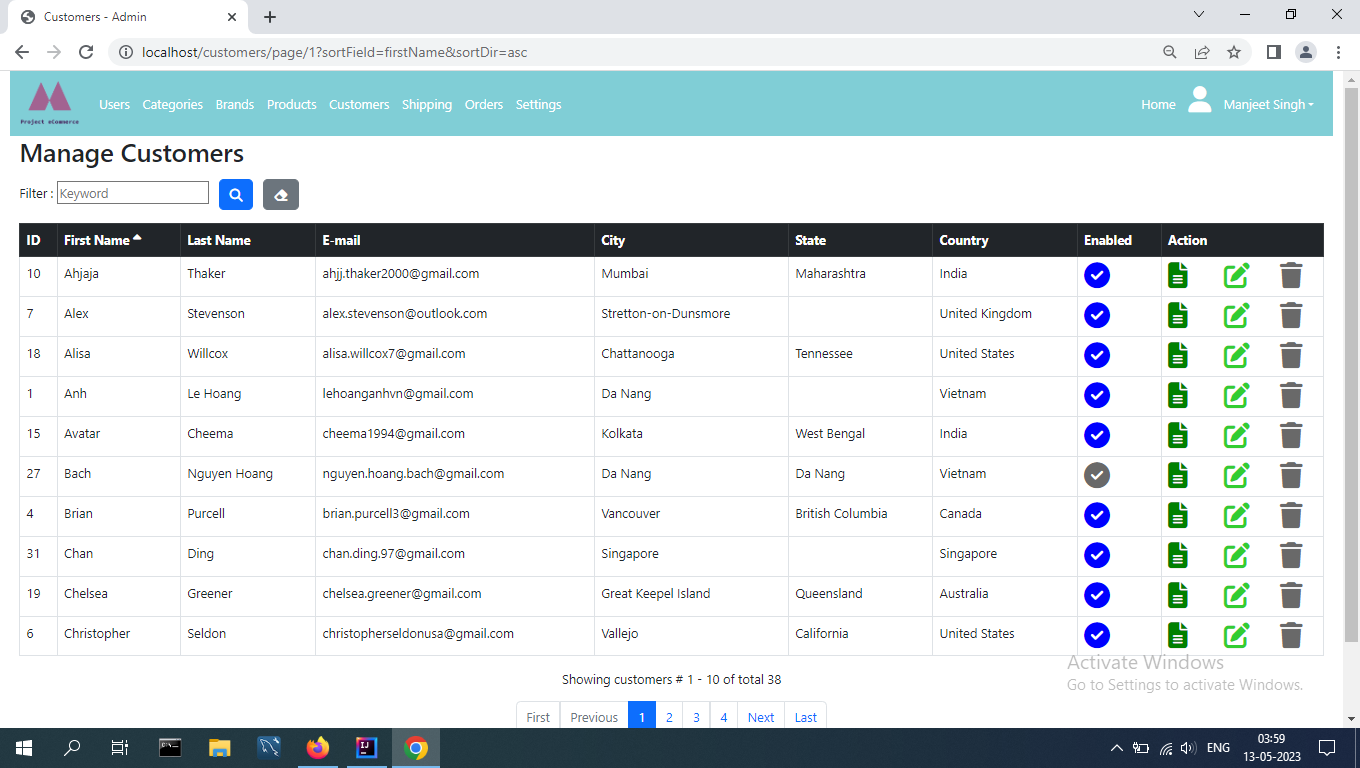 Customers - Admin
localhost/customers/page/1?sortField=firstName&sortDir=asc
Project eCommerce
Users Categories Brands Products Customers Shipping Orders Settings Home Manjeet Singh
Manage Customers
Filter : Keyword
ID First Name Last Name E-mail City State Country Enabled Action
10 Ahjaja Thaker ahjj.thaker2000@gmail.com Mumbai Maharashtra India
7 Alex Stevenson alex.stevenson@outlook.com Stretton-on-Dunsmore United Kingdom
18 Alisa Willcox alisa.willcox7@gmail.com Chattanooga Tennessee United States
1 Anh Le Hoang lehoanganhvn@gmail.com Da Nang Vietnam
15 Avatar Cheema cheema1994@gmail.com Kolkata West Bengal India
27 Bach Nguyen Hoang nguyen.hoang.bach@gmail.com Da Nang Da Nang Vietnam
4 Brian Purcell brian.purcell3@gmail.com Vancouver British Columbia Canada
31 Chan Ding chan.ding.97@gmail.com Singapore Singapore
19 Chelsea Greener chelsea.greener@gmail.com Great Keepel Island Queensland Australia
6 Christopher Seldon christopherseldonusa@gmail.com Vallejo California United States
Activate Windows
Go to Settings to activate Windows.
Showing customers # 1 - 10 of total 38
First Previous 1 2 3 4 Next Last
ENG
03:59
13-05-2023